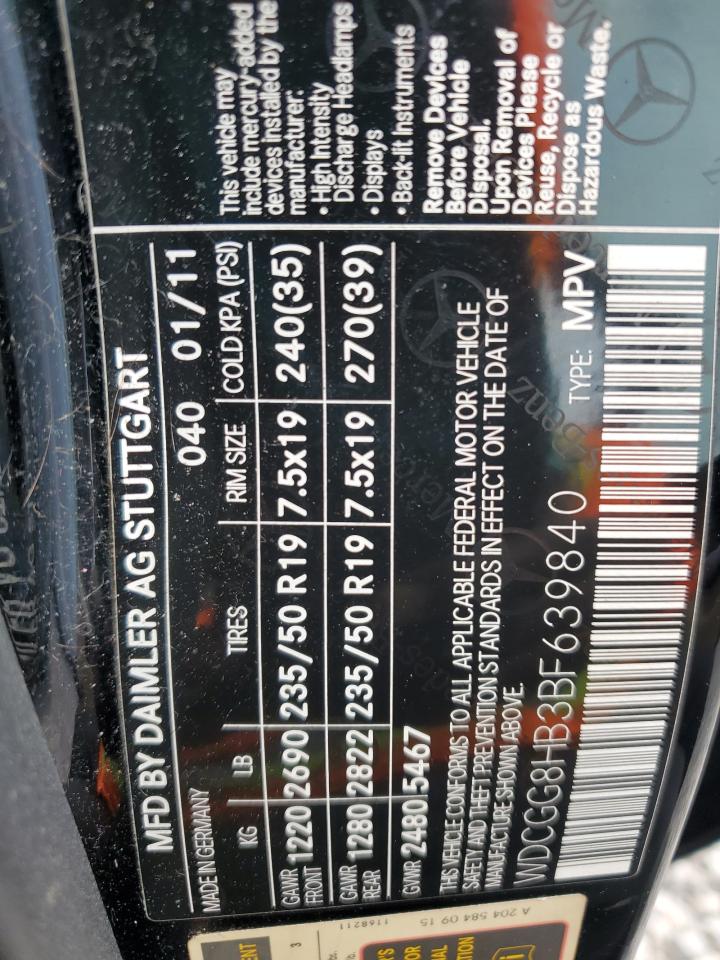 MFD BY DAIMLER AG STUTTGART
MADE IN GERMANY 040 01/11
KG LB TIRES RIM SIZE COLD KPA (PSI)
GAWR FRONT 1220 2690 235/50 R19 7.5x19 240(35)
GAWR REAR 1280 2822 235/50 R19 7.5x19 270(39)
GVWR 2480 5467
THIS VEHICLE CONFORMS TO ALL APPLICABLE FEDERAL MOTOR VEHICLE
SAFETY AND THEFT PREVENTION STANDARDS IN EFFECT ON THE DATE OF
MANUFACTURE SHOWN ABOVE.
WDCGG8HB3BF639840 TYPE: MPV
This vehicle may
include mercury-added
devices installed by the
manufacturer:
• High Intensity
Discharge Headlamps
• Displays
• Back-lit Instruments
Remove Devices
Before Vehicle
Disposal.
Upon Removal of
Devices Please
Reuse, Recycle or
Dispose as
Hazardous Waste.
A 204 584 09 15
1168211
3